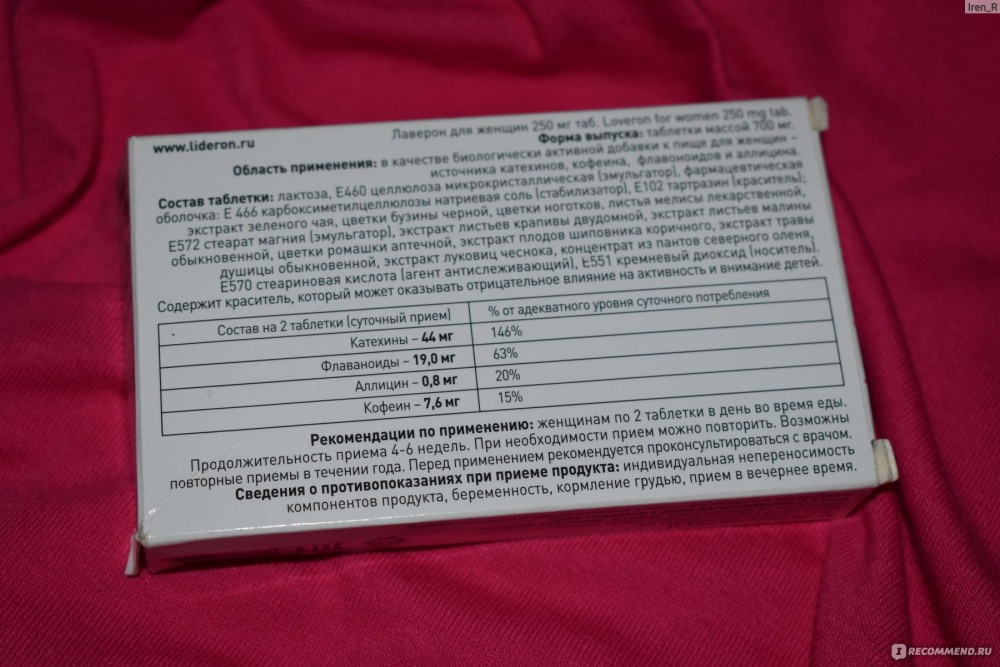 Iren_R
www.lideron.ru
Лаверон для женщин 250 мг таб. Loveron for women 250 mg tab.
Форма выпуска: таблетки массой 700 мг.
Область применения: в качестве биологически активной добавки к пище для женщин –
источника катехинов, кофеина, флавоноидов и аллицина.
Состав таблетки: лактоза, Е460 целлюлоза микрокристаллическая (эмульгатор), фармацевтическая
оболочка: Е 466 карбоксиметилцеллюлозы натриевая соль (стабилизатор), Е102 тартразин (краситель);
экстракт зеленого чая, цветки бузины черной, цветки ноготков, листья мелисы лекарственной,
Е572 стеарат магния (эмульгатор), экстракт листьев крапивы двудомной, экстракт листьев малины
обыкновенной, цветки ромашки аптечной, экстракт плодов шиповника коричного, экстракт травы
душицы обыкновенной, экстракт луковиц чеснока, концентрат из пантов северного оленя,
Е570 стеариновая кислота (агент антислеживающий), Е551 кремниевый диоксид (носитель).
Содержит краситель, который может оказывать отрицательное влияние на активность и внимание детей.
Состав на 2 таблетки (суточный прием) % от адекватного уровня суточного потребления
Катехины – 44 мг 146%
Флаваноиды – 19,0 мг 63%
Аллицин – 0,8 мг 20%
Кофеин – 7,6 мг 15%
Рекомендации по применению: женщинам по 2 таблетки в день во время еды.
Продолжительность приема 4-6 недель. При необходимости прием можно повторить. Возможны
повторные приемы в течении года. Перед применением рекомендуется проконсультироваться с врачом.
Сведения о противопоказаниях при приеме продукта: индивидуальная непереносимость
компонентов продукта, беременность, кормление грудью, прием в вечернее время.
IRECOMMEND.RU